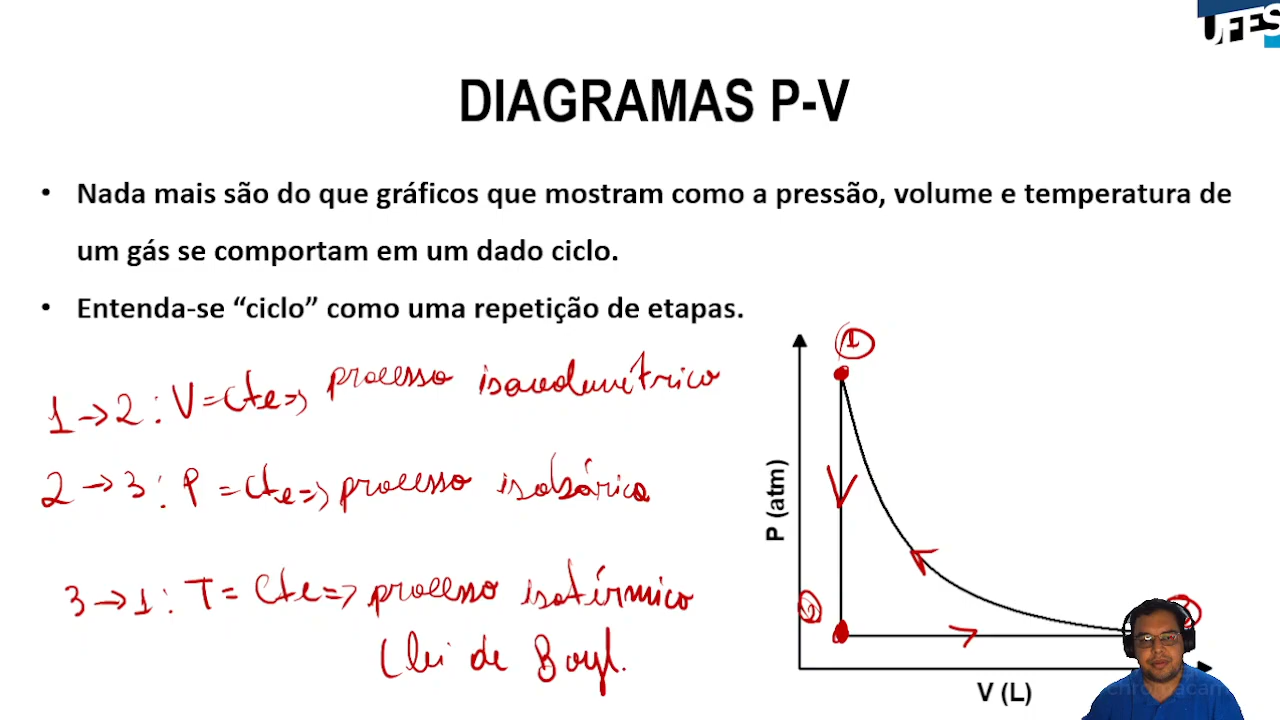 UFES
DIAGRAMAS P-V
• Nada mais são do que gráficos que mostram como a pressão, volume e temperatura de
um gás se comportam em um dado ciclo.
• Entenda-se “ciclo” como uma repetição de etapas.
1 → 2 : V = Cte => processo isovolumétrico
2 → 3 : P = Cte => processo isobárico
3 → 1 : T = Cte => processo isotérmico
(lei de Boyl.
1
P (atm)
2
3
V (L)